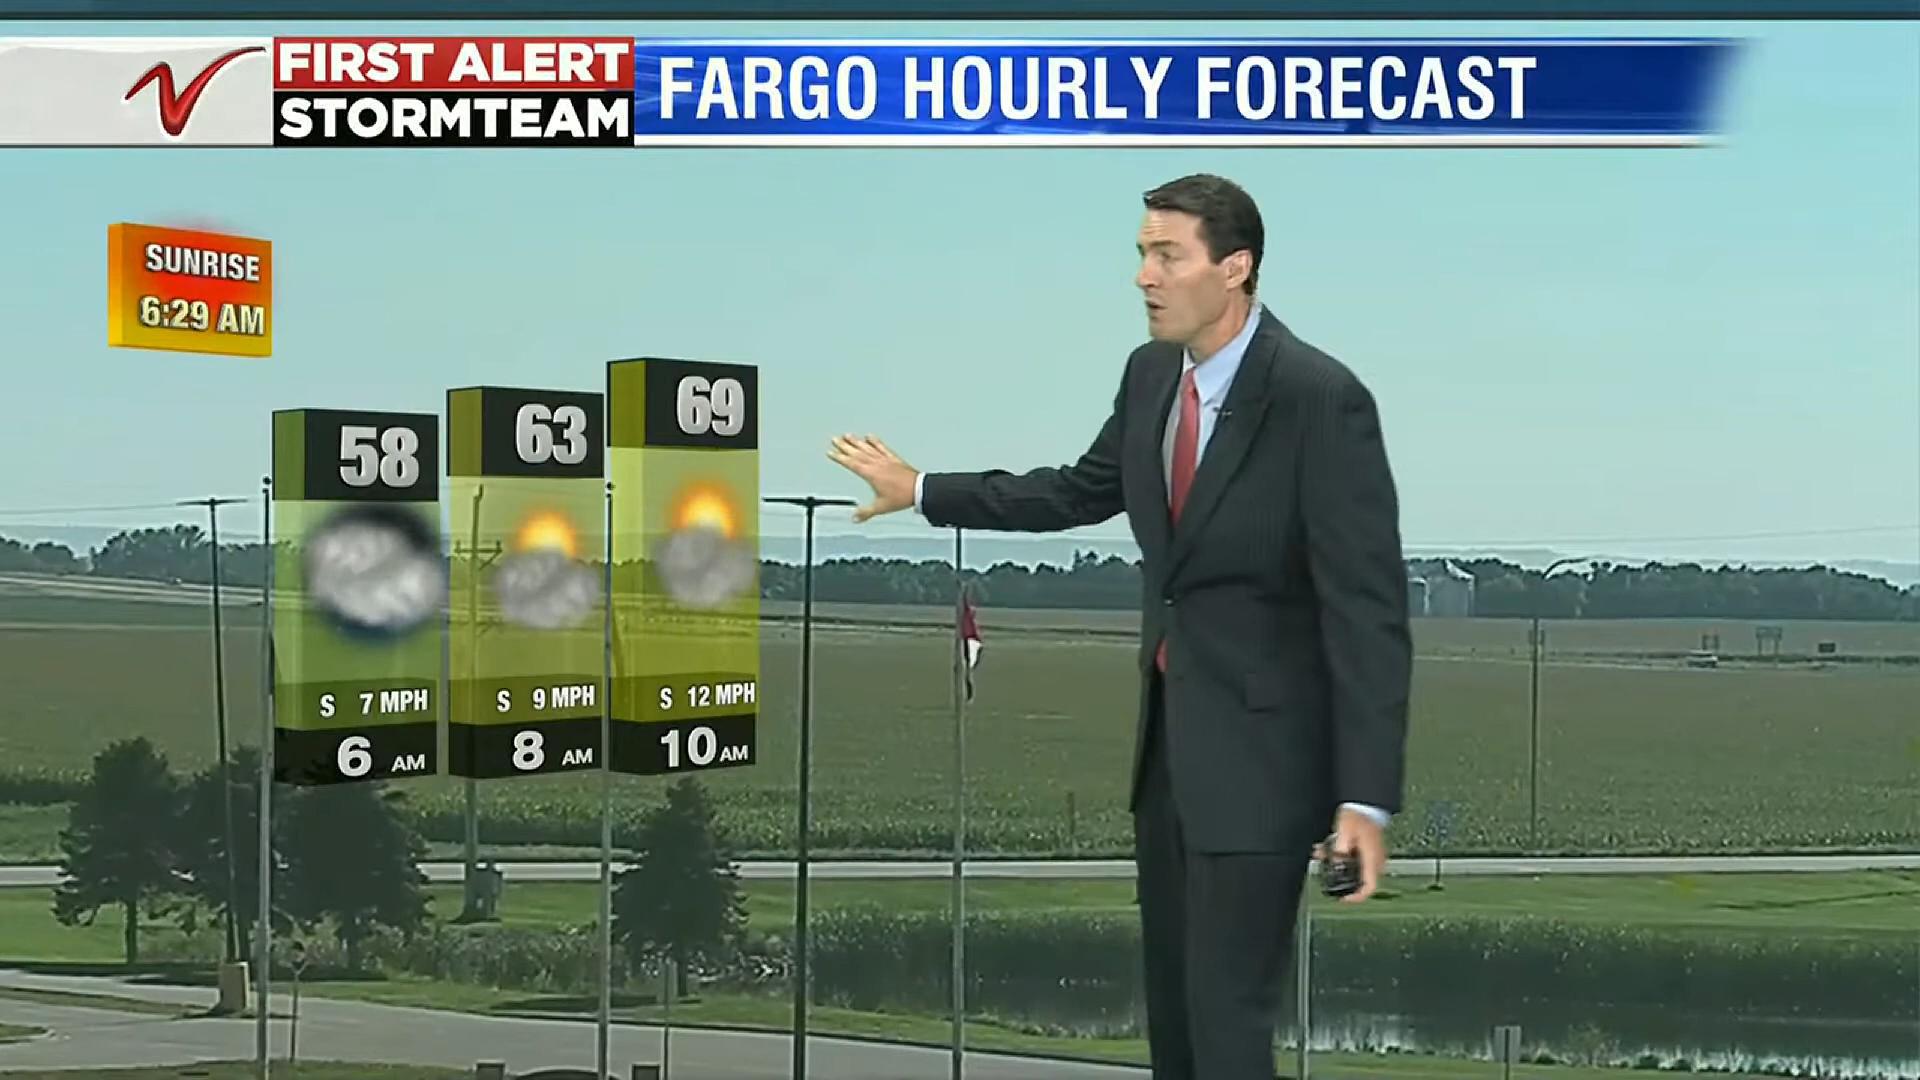 FIRST ALERT
STORMTEAM
FARGO HOURLY FORECAST
SUNRISE
6:29 AM
58
63
69
S 7 MPH
S 9 MPH
S 12 MPH
6 AM
8 AM
10 AM